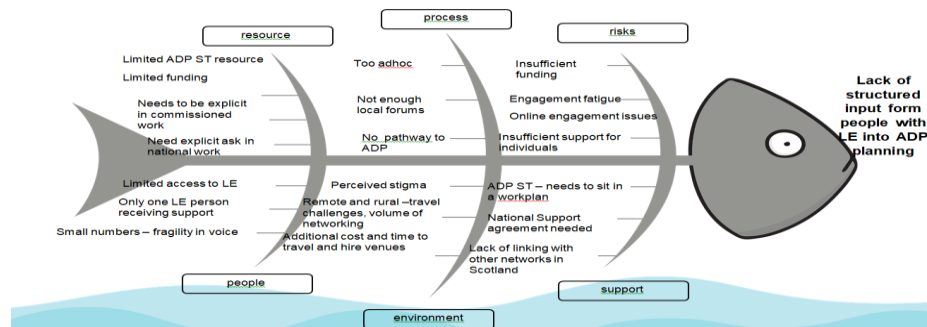 process
resource
risks
Limited ADP ST resource
Limited funding
Needs to be explicit
in commissioned
work
Need explicit ask in
national work
Too adhoc
Not enough
local forums
No pathway to
ADP
Insufficient
funding
Engagement fatigue
Online engagement issues
Insufficient support for
individuals
Lack of
structured
input form
people with
LE into ADP
planning
Limited access to LE
Only one LE person
receiving support
Small numbers – fragility in voice
Perceived stigma
Remote and rural –travel
challenges, volume of
networking
Additional cost and time to
travel and hire venues
ADP ST – needs to sit in
a workplan
National Support
agreement needed
Lack of linking with
other networks in
Scotland
people
environment
support